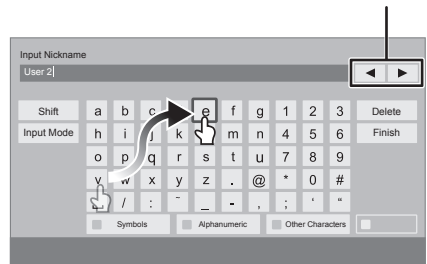 Input Nickname
User 2
◄ ►
Shift a b c e f g 1 2 3 Delete
Input Mode h i j k m n 4 5 6 Finish
o p q r s t u 7 8 9
v w x y z . @ * 0 #
/ : ~ _ - , ; ‘ “
Symbols Alphanumeric Other Characters